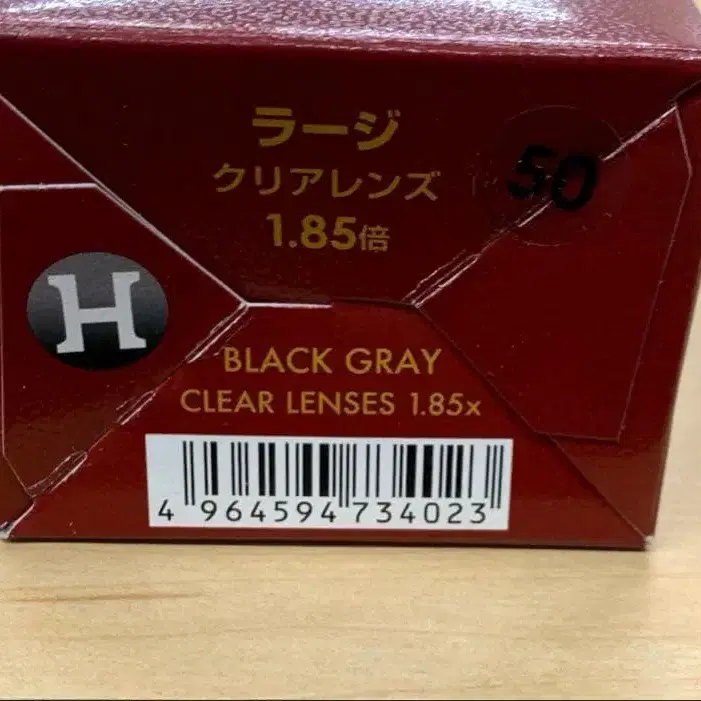 ラージ
クリアレンズ
1.85倍
50
H
BLACK GRAY
CLEAR LENSES 1.85x
4 964594 734023